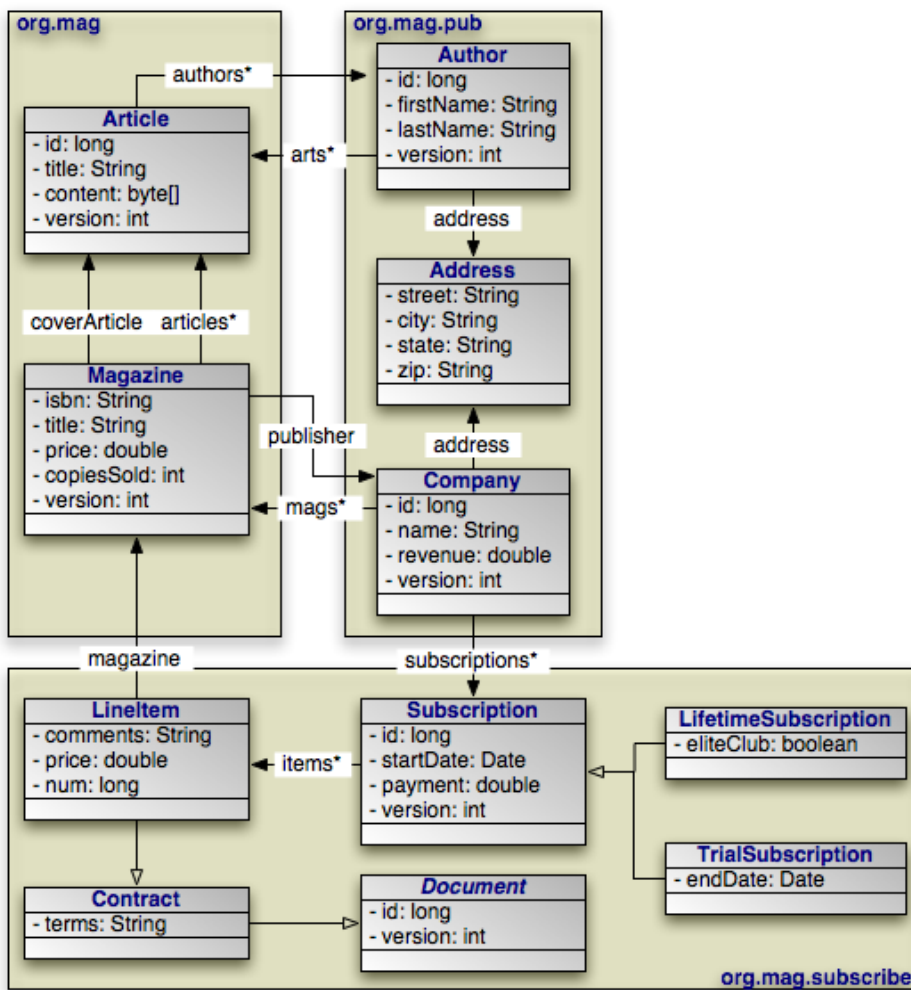 org.mag
authors*
Article
- id: long
- title: String
- content: byte[]
- version: int
arts*
coverArticle
articles*
Magazine
- isbn: String
- title: String
- price: double
- copiesSold: int
- version: int
publisher
mags*
magazine
org.mag.pub
Author
- id: long
- firstName: String
- lastName: String
- version: int
address
Address
- street: String
- city: String
- state: String
- zip: String
address
Company
- id: long
- name: String
- revenue: double
- version: int
subscriptions*
LineItem
- comments: String
- price: double
- num: long
items*
Subscription
- id: long
- startDate: Date
- payment: double
- version: int
LifetimeSubscription
- eliteClub: boolean
TrialSubscription
- endDate: Date
Contract
- terms: String
Document
- id: long
- version: int
org.mag.subscribe